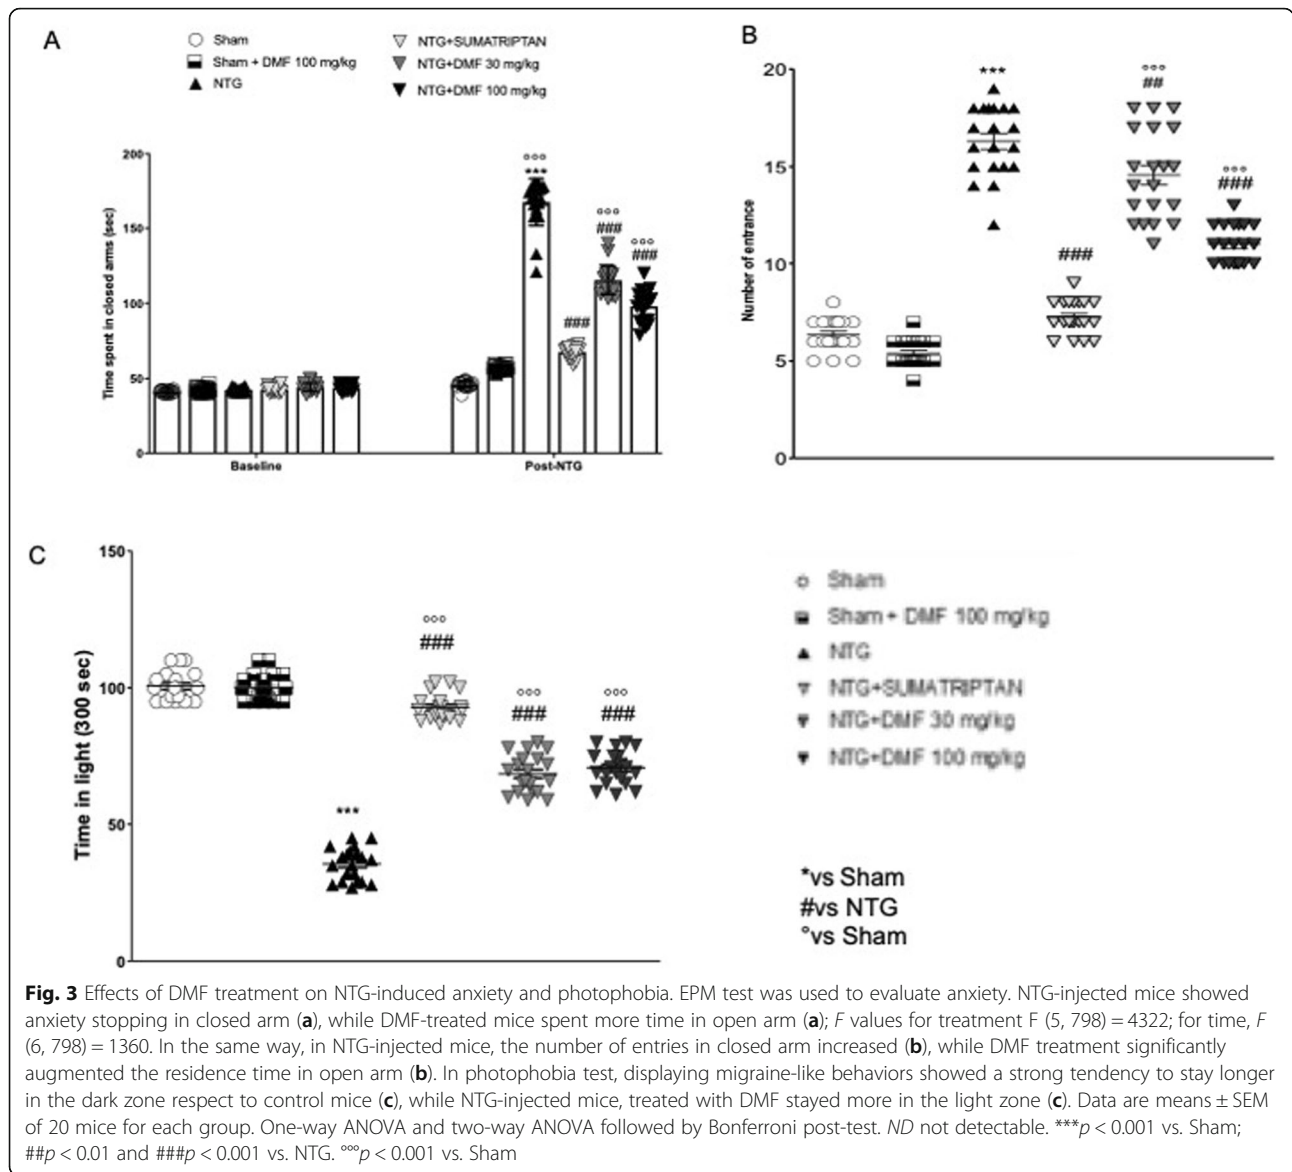 A
Sham
Sham + DMF 100 mg/kg
NTG
NTG+SUMATRIPTAN
NTG+DMF 30 mg/kg
NTG+DMF 100 mg/kg
Time spent in closed arms (sec)
200
150
100
50
0
°°°
***
###
°°°
###
°°°
###
Baseline
Post-NTG
B
Number of entrance
20
15
10
5
0
***
###
°°°
##
°°°
###
C
Time in light (300 sec)
150
100
50
0
***
°°°
###
°°°
###
°°°
###
Sham
Sham + DMF 100 mg/kg
NTG
NTG+SUMATRIPTAN
NTG+DMF 30 mg/kg
NTG+DMF 100 mg/kg
*vs Sham
#vs NTG
°vs Sham
Fig. 3 Effects of DMF treatment on NTG-induced anxiety and photophobia. EPM test was used to evaluate anxiety. NTG-injected mice showed
anxiety stopping in closed arm (a), while DMF-treated mice spent more time in open arm (a); F values for treatment F (5, 798) = 4322; for time, F
(6, 798) = 1360. In the same way, in NTG-injected mice, the number of entries in closed arm increased (b), while DMF treatment significantly
augmented the residence time in open arm (b). In photophobia test, displaying migraine-like behaviors showed a strong tendency to stay longer
in the dark zone respect to control mice (c), while NTG-injected mice, treated with DMF stayed more in the light zone (c). Data are means ± SEM
of 20 mice for each group. One-way ANOVA and two-way ANOVA followed by Bonferroni post-test. ND not detectable. ***p < 0.001 vs. Sham;
##p < 0.01 and ###p < 0.001 vs. NTG. °°°p < 0.001 vs. Sham